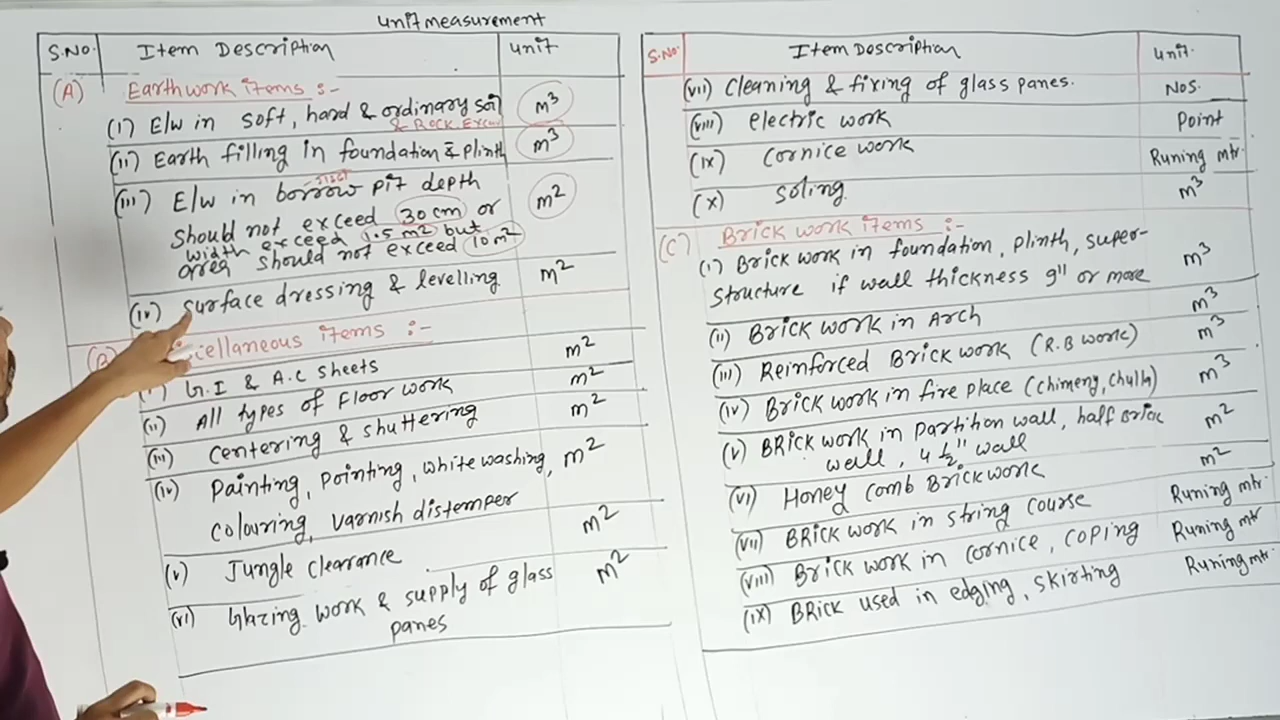 unit measurement
S.No. Item Description unit
(A) Earthwork items :-
(i) E/w in soft, hard & ordinary soil m³
& Rock Exca
(ii) Earth filling in foundation & Plinth m³
(iii) E/w in borrow pit depth
should not exceed 30 cm or m²
width exceed 1.5 m² but
area should not exceed 10 m²
(iv) surface dressing & levelling m²
(B) cellaneous items :-
(i) G.I & A.C sheets m²
(ii) All types of Floor work m²
(iii) centering & shuttering m²
(iv) Painting, pointing, white washing, m²
colouring, varnish distemper
(v) Jungle clearance m²
(vi) Glazing work & supply of glass m²
panes
S.No. Item Description unit.
(vii) Cleaning & fixing of glass panes. Nos.
(viii) electric work Point
(ix) Cornice work Runing mtr.
(x) Soling m³
(C) Brick work items :-
(i) Brick work in foundation, plinth, super-
structure if wall thickness 9" or more m³
(ii) Brick work in Arch m³
(iii) Reinforced Brick work (R.B work) m³
(iv) Brick work in fire place (chimeny, chulla) m³
(v) Brick work in Partition wall, half Brick m²
wall, 4 1/2" wall
(vi) Honey comb Brickwork m²
(vii) Brick work in string course Runing mtr.
(viii) Brick work in cornice, coping Runing mtr
(ix) Brick used in edging, skirting Runing mtr.